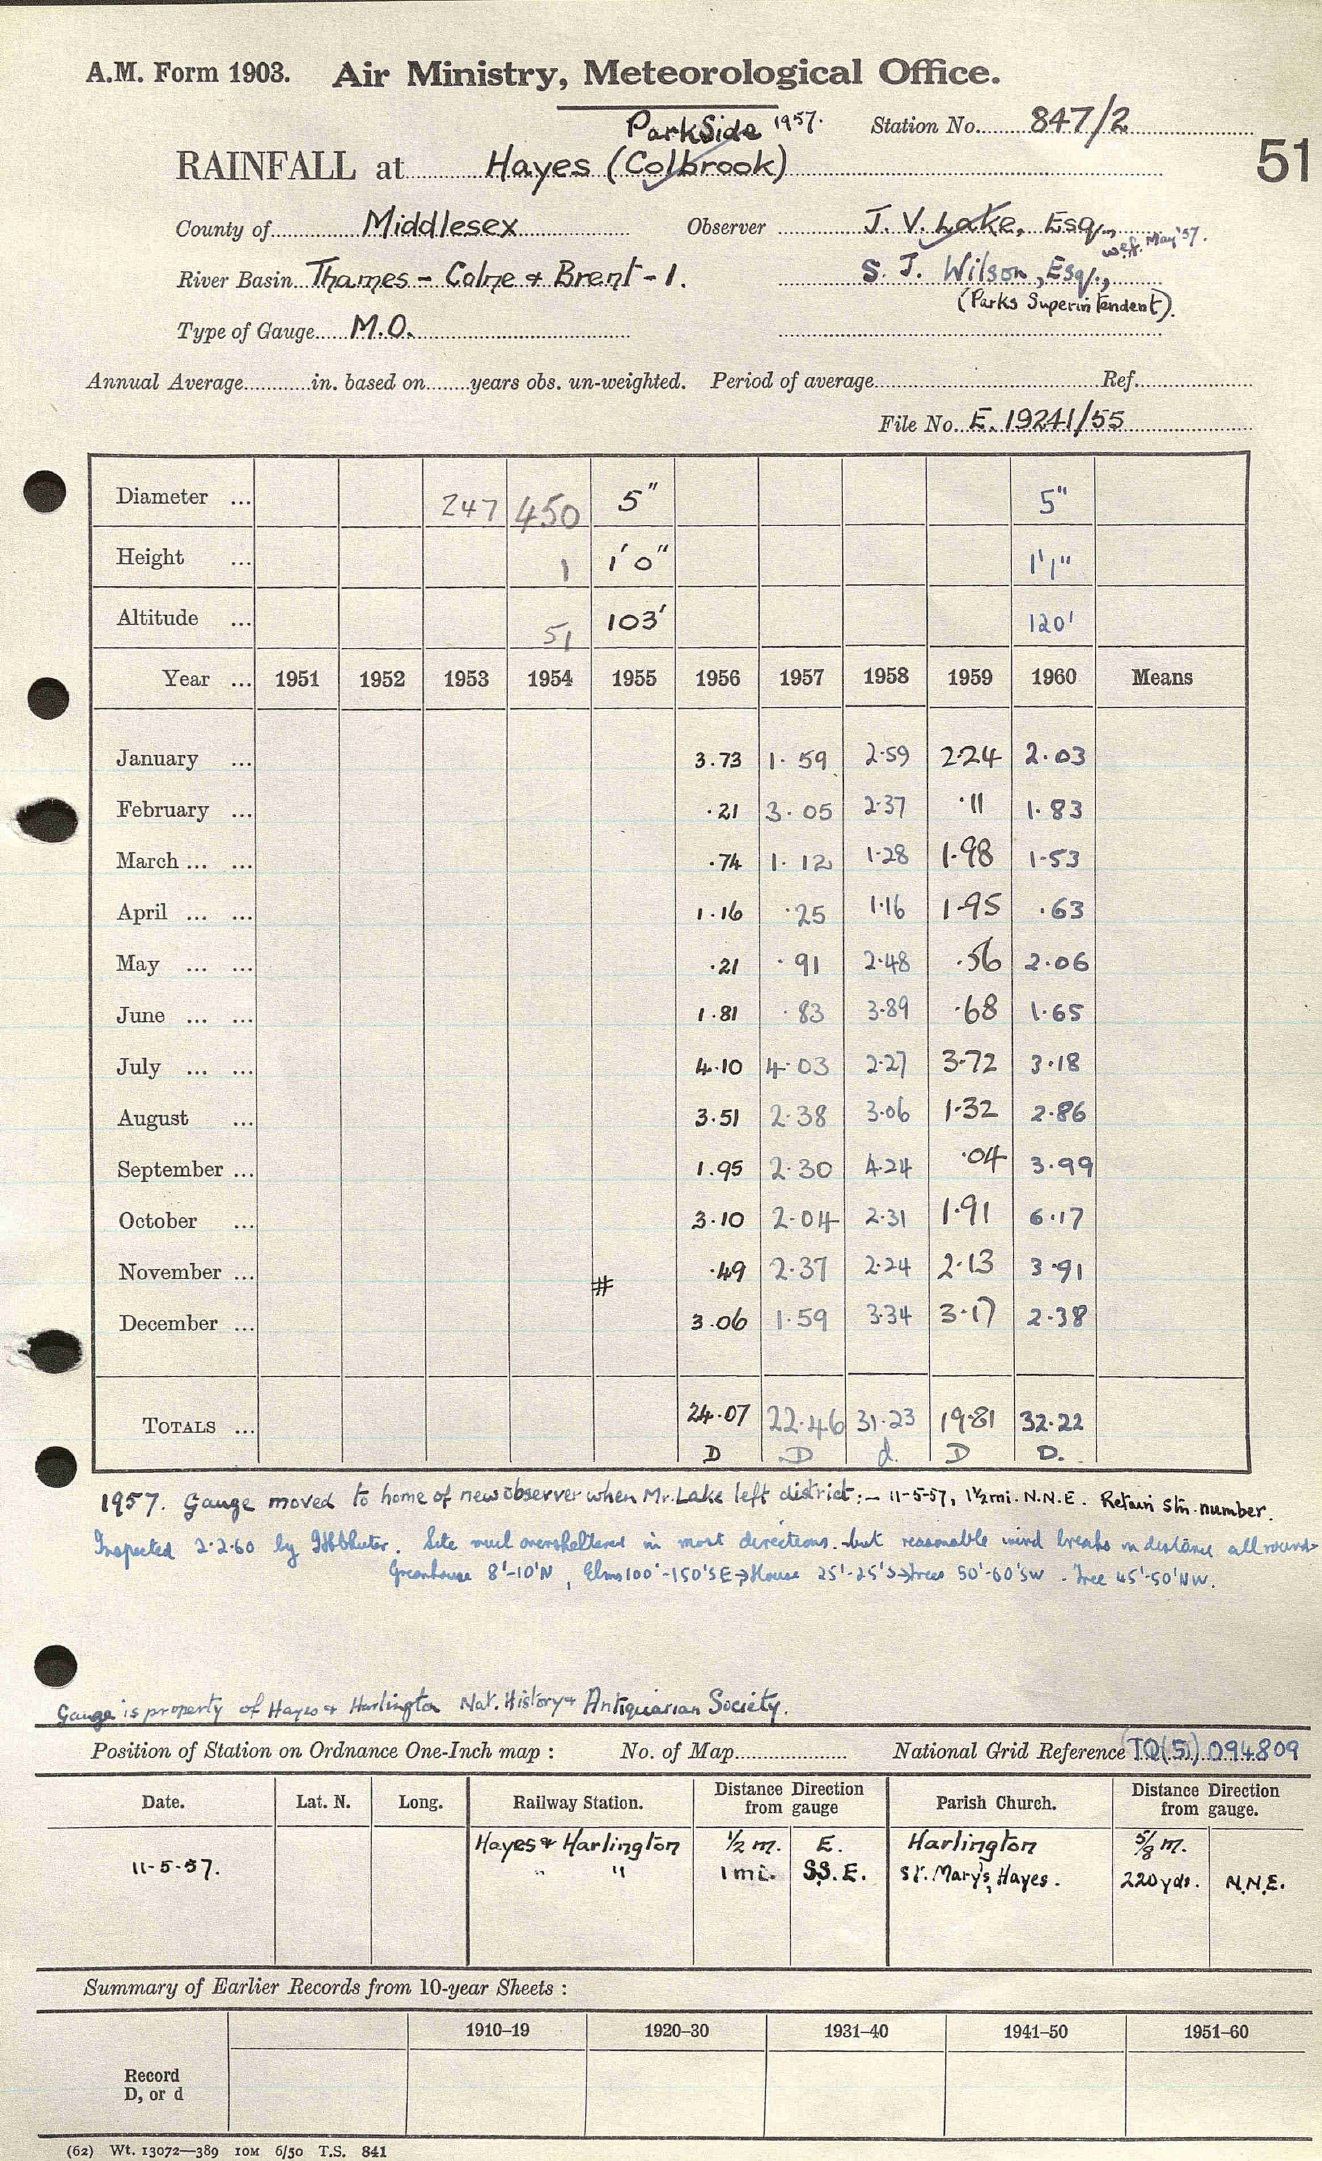 A.M. Form 1903. Air Ministry, Meteorological Office.
Parkside 1957. Station No. 847/2
RAINFALL at Hayes (Colbrook) 51
County of Middlesex Observer J. V. Lake, Esq.,
w.e.f. May '57.
River Basin Thames - Colne & Brent - 1. S. J. Wilson, Esq.,
(Parks Superintendent).
Type of Gauge M.O.
Annual Average in. based on years obs. un-weighted. Period of average Ref.
File No. E. 19241/55
Diameter ... 247 450 5" 5"
Height ... 1 1'0" 1'1"
Altitude ... 51 103' 120'
Year ... 1951 1952 1953 1954 1955 1956 1957 1958 1959 1960 Means
January ... 3.73 1.59 2.59 2.24 2.03
February ... .21 3.05 2.37 .11 1.83
March ... ... .74 1.12 1.28 1.98 1.53
April ... ... 1.16 .25 1.16 1.95 .63
May ... ... .21 .91 2.48 .56 2.06
June ... ... 1.81 .83 3.89 .68 1.65
July ... ... 4.10 4.03 2.27 3.72 3.18
August ... 3.51 2.38 3.06 1.32 2.86
September ... 1.95 2.30 4.24 .04 3.99
October ... 3.10 2.04 2.31 1.91 6.17
November ... # .49 2.37 2.24 2.13 3.91
December ... 3.06 1.59 3.34 3.17 2.38
TOTALS ... 24.07 22.46 31.23 19.81 32.22
D D d. D D.
1957. Gauge moved to home of new observer when Mr. Lake left district:- 11-5-57, 1½mi. N.N.E. Retain Stn. number.
Inspected 2.2.60 by Site well oversheltered in most directions. but reasonable wind breaks in distance all round-
Greenhouse 8'-10'N, Elms 100'-150'SE → House 25'-25'S → trees 50'-60'SW - Tree 45'-50'NW.
Gauge is property of Hayes & Harlington Nat. History & Antiquarian Society.
Position of Station on Ordnance One-Inch map : No. of Map National Grid Reference TQ(51) 094809
Date. Lat. N. Long. Railway Station. Distance Direction from gauge Parish Church. Distance Direction from gauge.
Hayes & Harlington ½ m. E. Harlington 5/8 m.
11-5-57. " " 1 mi. S.S.E. St. Mary's, Hayes. 220 yds. N.N.E.
Summary of Earlier Records from 10-year Sheets :
1910–19 1920–30 1931–40 1941–50 1951–60
Record
D, or d
(62) Wt. 13072—389 10M 6/50 T.S. 841